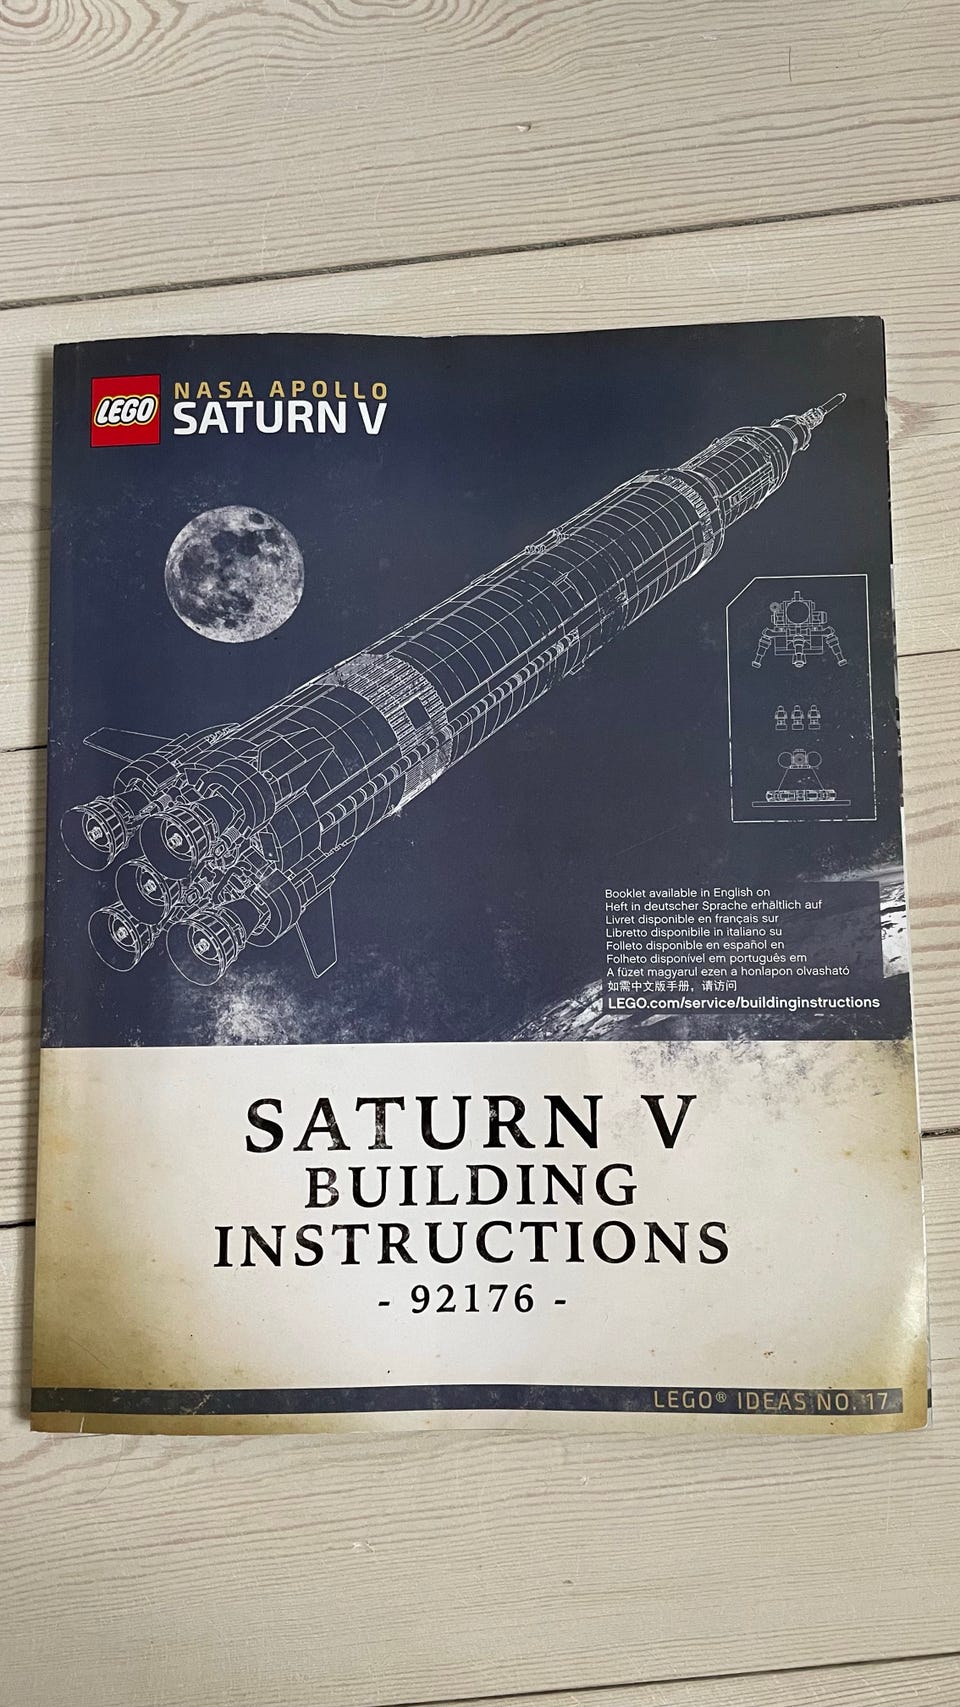 LEGO
NASA APOLLO
SATURN V
Booklet available in English on
Heft in deutscher Sprache erhältlich auf
Livret disponible en français sur
Libretto disponibile in italiano su
Folleto disponible en español en
Folheto disponível em português em
A füzet magyarul ezen a honlapon olvasható
如需中文版手册，请访问
LEGO.com/service/buildinginstructions
SATURN V
BUILDING
INSTRUCTIONS
- 92176 -
LEGO® IDEAS NO. 17